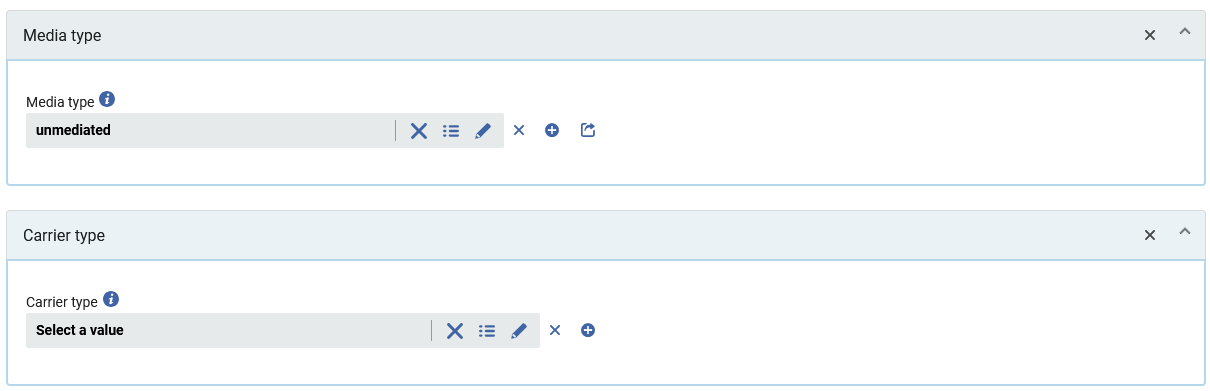 Media type
Media type
unmediated
Carrier type
Carrier type
Select a value